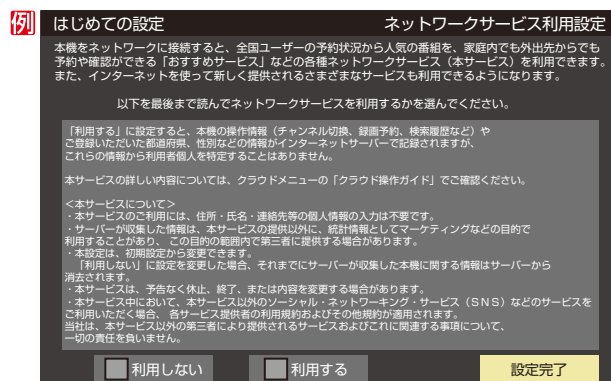 例
はじめての設定 ネットワークサービス利用設定
本機をネットワークに接続すると、全国ユーザーの予約状況から人気の番組を、家庭内でも外出先からでも
予約や確認ができる「おすすめサービス」などの各種ネットワークサービス（本サービス）を利用できます。
また、インターネットを使って新しく提供されるさまざまなサービスも利用できるようになります。
以下を最後まで読んでネットワークサービスを利用するかを選んでください。
「利用する」に設定すると、本機の操作情報（チャンネル切換、録画予約、検索履歴など）や
ご登録いただいた都道府県、性別などの情報がインターネットサーバーで記録されますが、
これらの情報から利用者個人を特定することはありません。
本サービスの詳しい内容については、クラウドメニューの「クラウド操作ガイド」でご確認ください。
＜本サービスについて＞
・本サービスのご利用には、住所・氏名・連絡先等の個人情報の入力は不要です。
・サーバーが収集した情報は、本サービスの提供以外に、統計情報としてマーケティングなどの目的で
利用することがあり、この目的の範囲内で第三者に提供する場合があります。
・本設定は、初期設定から変更できます。
「利用しない」に設定を変更した場合、それまでにサーバーが収集した本機に関する情報はサーバーから
消去されます。
・本サービスは、予告なく休止、終了、または内容を変更する場合があります。
・本サービス中において、本サービス以外のソーシャル・ネットワーキング・サービス（ＳＮＳ）などのサービスを
ご利用いただく場合、各サービス提供者の利用規約およびその他規約が適用されます。
当社は、本サービス以外の第三者により提供されるサービスおよびこれに関連する事項について、
一切の責任を負いません。
利用しない 利用する 設定完了